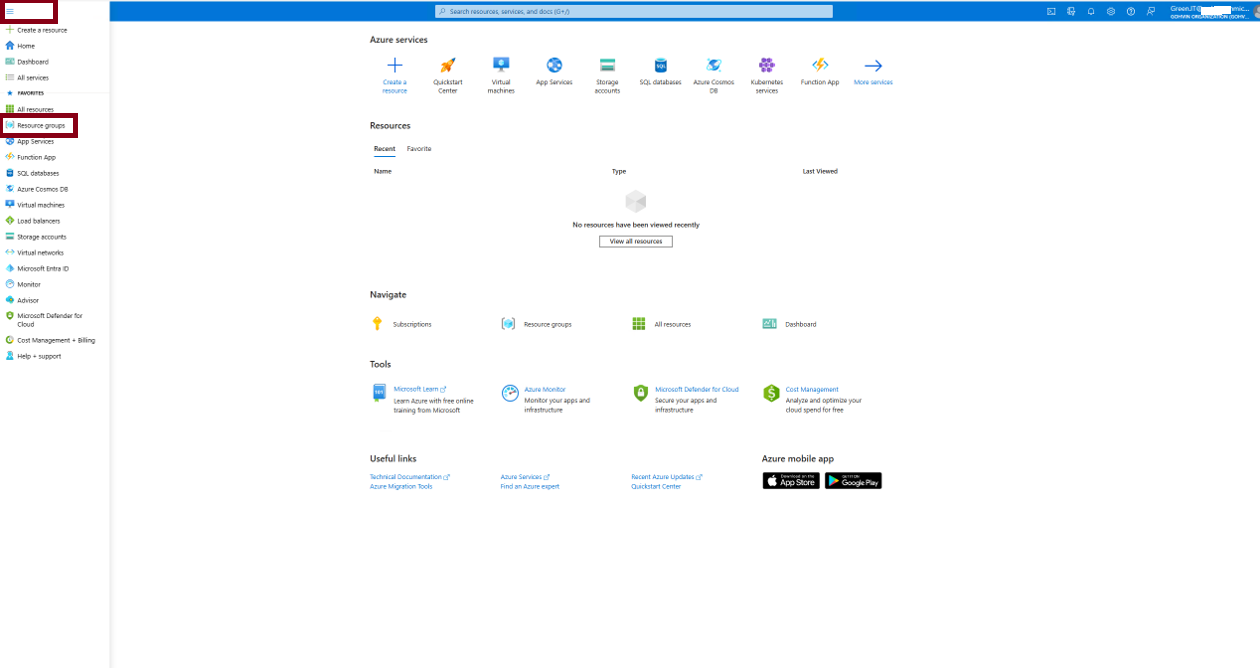 Search resources, services, and docs (G+/)
Green.IT@
mic...
GOHVIN ORGANIZATION (GOHV...
Create a resource
Home
Dashboard
All services
FAVORITES
All resources
Resource groups
App Services
Function App
SQL databases
Azure Cosmos DB
Virtual machines
Load balancers
Storage accounts
Virtual networks
Microsoft Entra ID
Monitor
Advisor
Microsoft Defender for
Cloud
Cost Management + Billing
Help + support
Azure services
Create a
resource
Quickstart
Center
Virtual
machines
App Services
Storage
accounts
SQL
SQL databases
Azure Cosmos
DB
Kubernetes
services
Function App
More services
Resources
Recent
Favorite
Name
Type
Last Viewed
No resources have been viewed recently
View all resources
Navigate
Subscriptions
Resource groups
All resources
Dashboard
Tools
Microsoft Learn
Learn Azure with free online
training from Microsoft
Azure Monitor
Monitor your apps and
infrastructure
Microsoft Defender for Cloud
Secure your apps and
infrastructure
Cost Management
Analyze and optimize your
cloud spend for free
Useful links
Technical Documentation
Azure Migration Tools
Azure Services
Find an Azure expert
Recent Azure Updates
Quickstart Center
Azure mobile app
Download on the
App Store
GET IT ON
Google Play